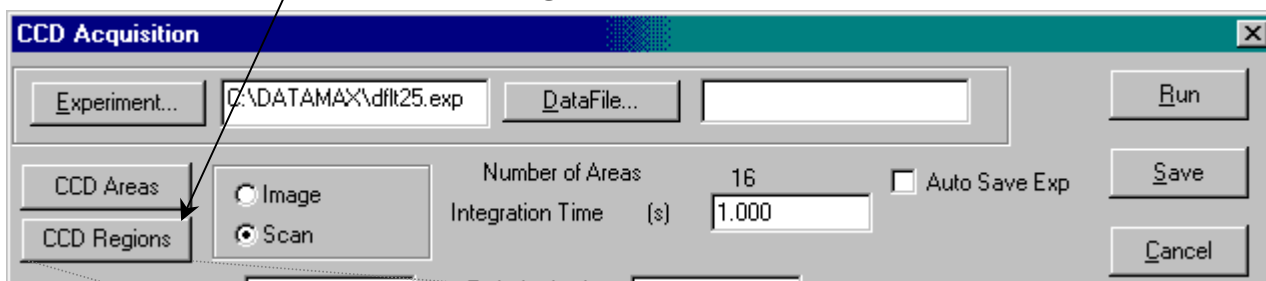 CCD Acquisition
Experiment... C:\DATAMAX\dflt25.exp DataFile... Run
CCD Areas Image Number of Areas 16 Auto Save Exp Save
Integration Time (s) 1.000
CCD Regions Scan Cancel